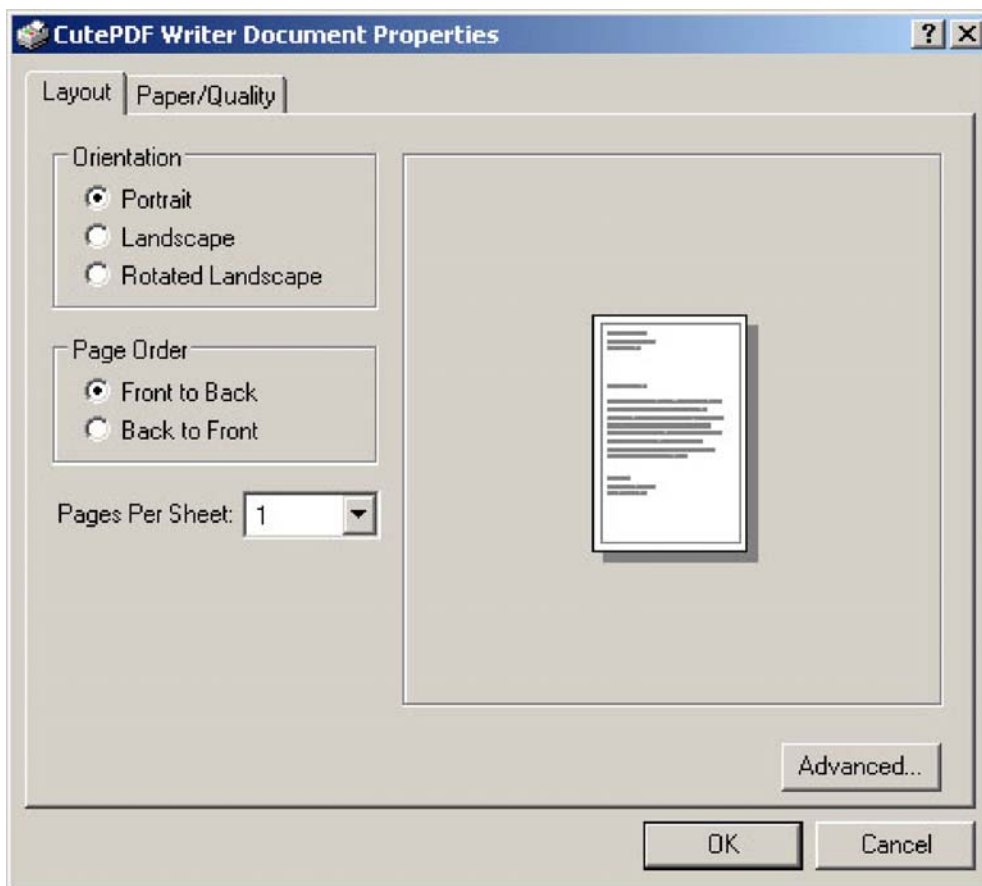 CutePDF Writer Document Properties
Layout
Paper/Quality
Orientation
Portrait
Landscape
Rotated Landscape
Page Order
Front to Back
Back to Front
Pages Per Sheet: 1
Advanced...
OK
Cancel